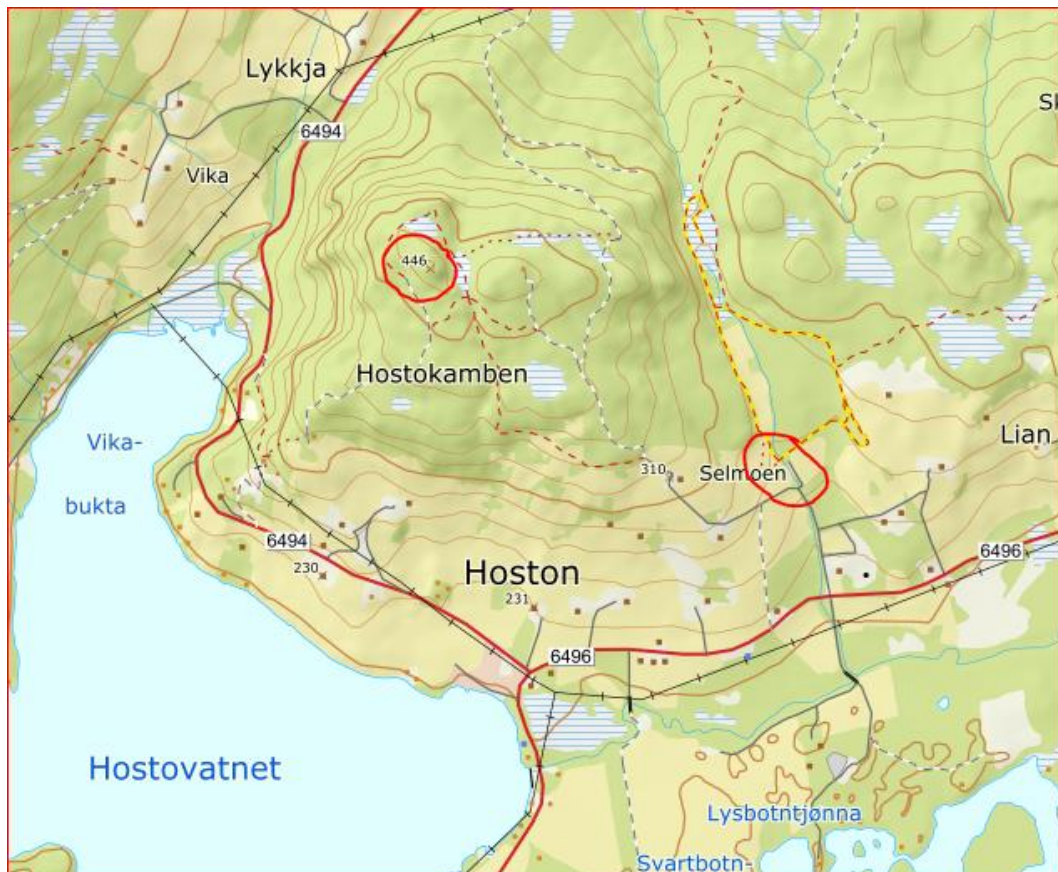 Lykkja
Sk
6494
Vika
446
Hostokamben
Vika-
bukta
Lian
310
Selmoen
6494
6496
230
Hoston
231
6496
Hostovatnet
Lysbotntjønna
Svartbotn-